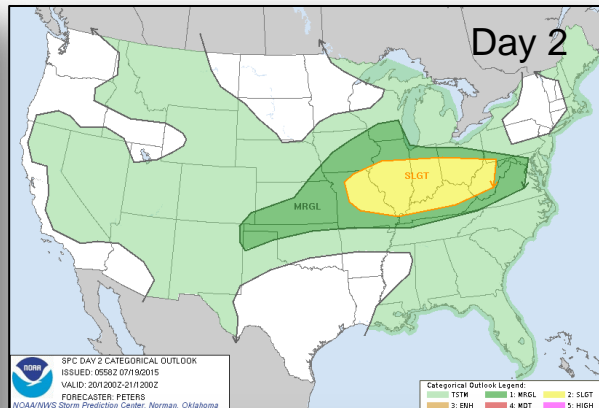 Day 2
SLGT
MRGL
NOAA
SPC DAY 2 CATEGORICAL OUTLOOK
ISSUED: 0558Z 07/19/2015
VALID: 20/1200Z-21/1200Z
FORECASTER: PETERS
NOAA/NWS Storm Prediction Center, Norman, Oklahoma
Categorical Outlook Legend:
TSTM 1: MRGL 2: SLGT
3: ENH 4: MDT 5: HIGH